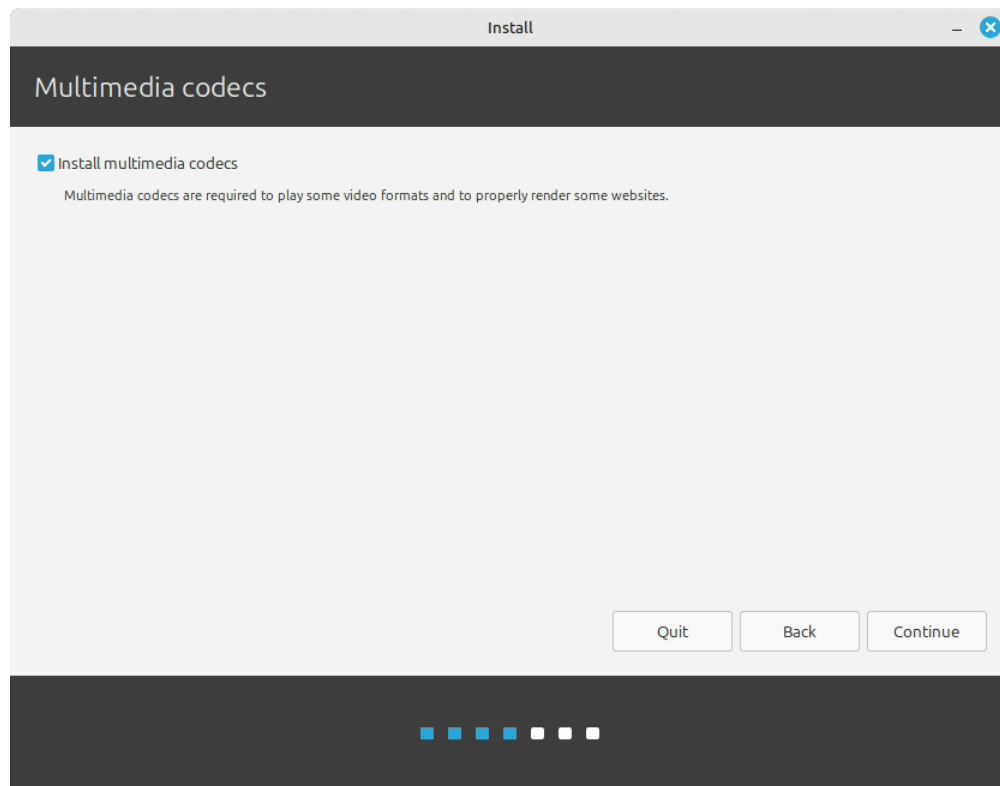 Install
Multimedia codecs
Install multimedia codecs
Multimedia codecs are required to play some video formats and to properly render some websites.
Quit Back Continue